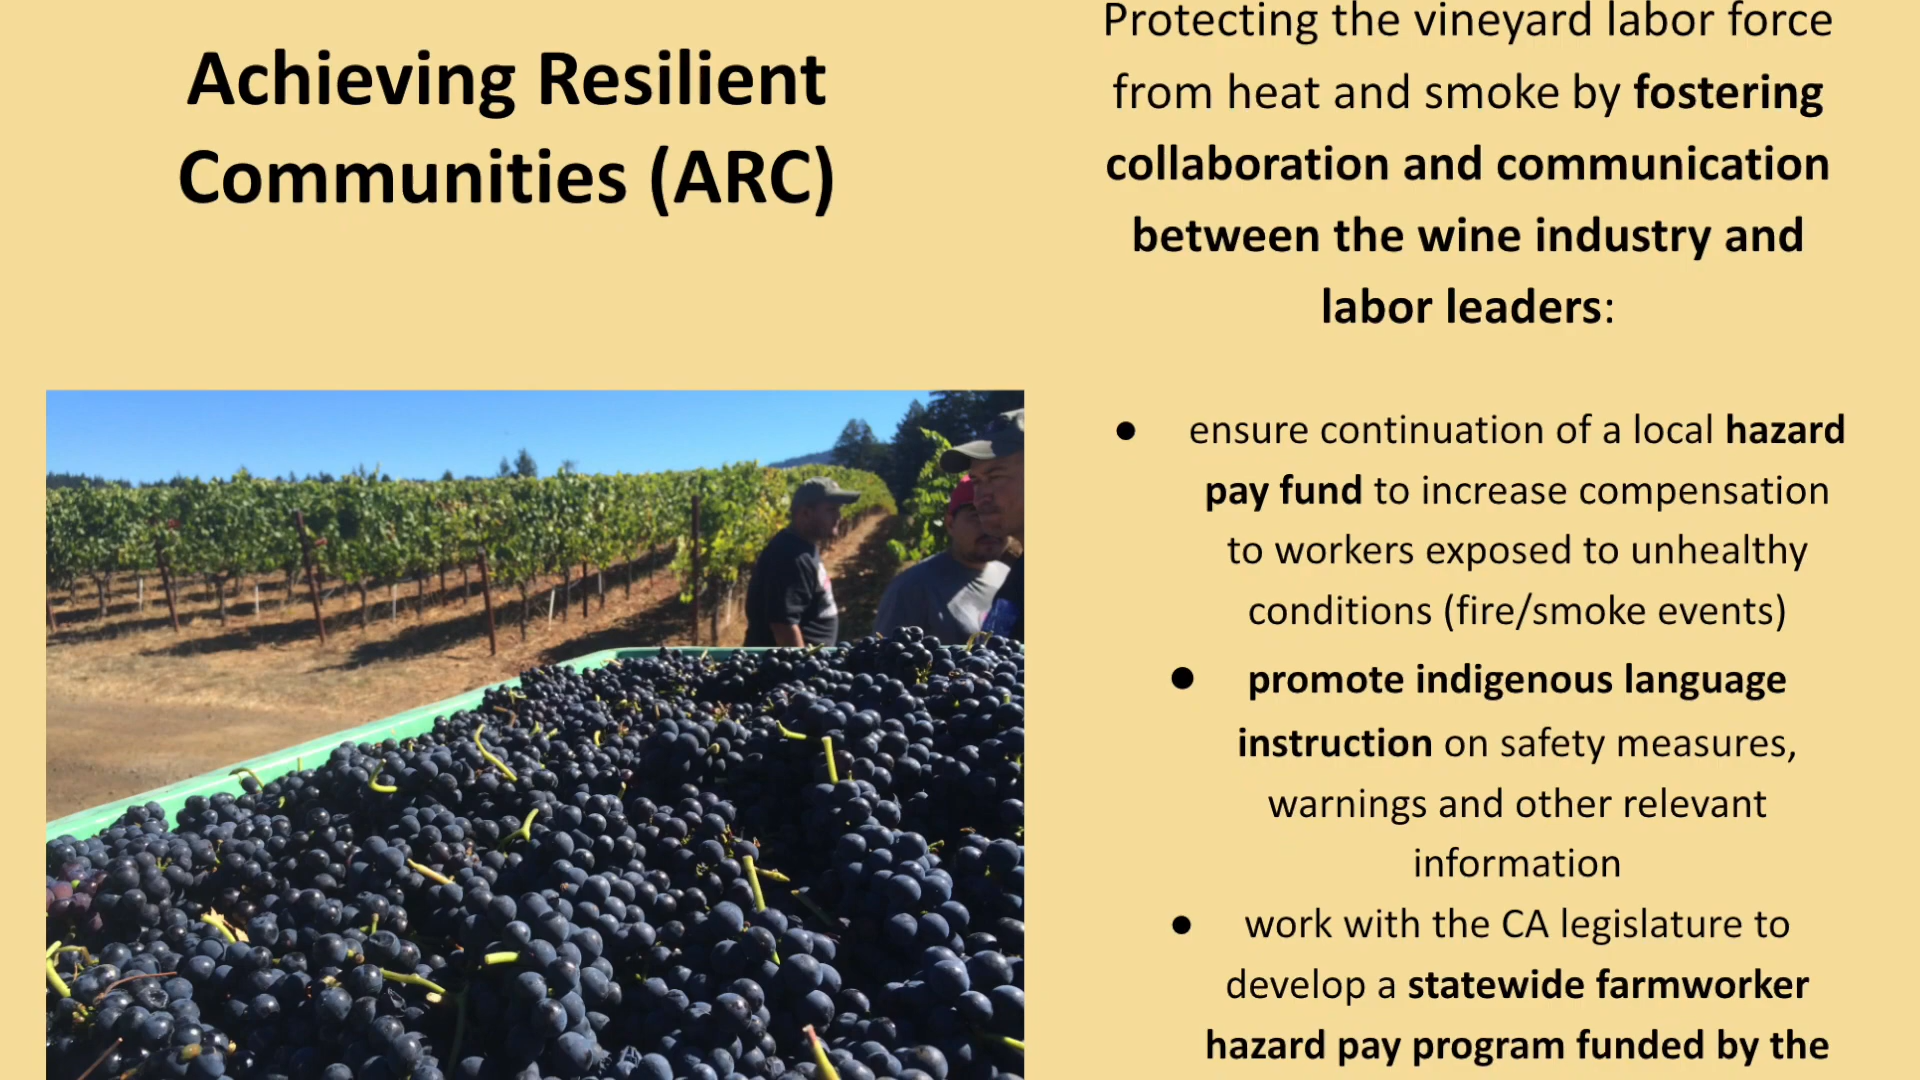 Achieving Resilient
Communities (ARC)
Protecting the vineyard labor force
from heat and smoke by fostering
collaboration and communication
between the wine industry and
labor leaders:
● ensure continuation of a local hazard
pay fund to increase compensation
to workers exposed to unhealthy
conditions (fire/smoke events)
● promote indigenous language
instruction on safety measures,
warnings and other relevant
information
● work with the CA legislature to
develop a statewide farmworker
hazard pay program funded by the